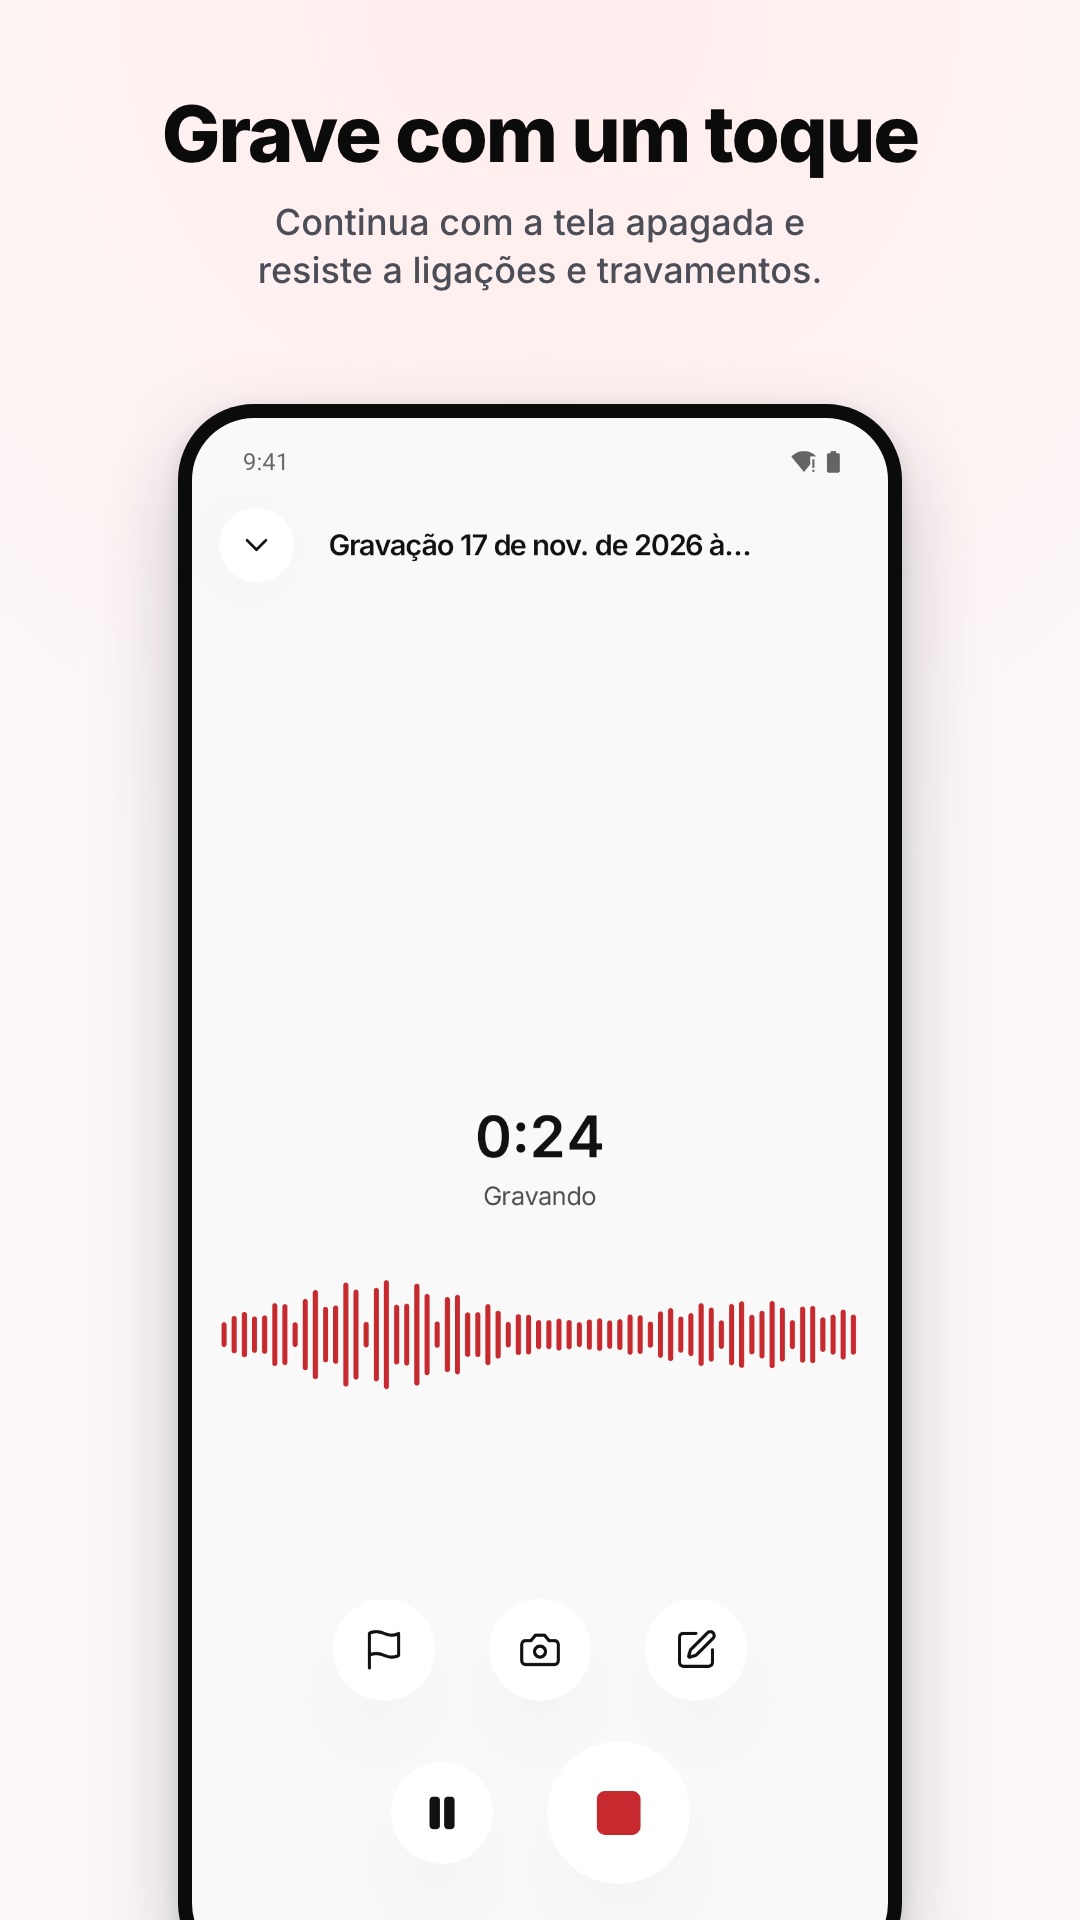 Grave com um toque
Continua com a tela apagada e
resiste a ligações e travamentos.
9:41
Gravação 17 de nov. de 2026 à...
0:24
Gravando